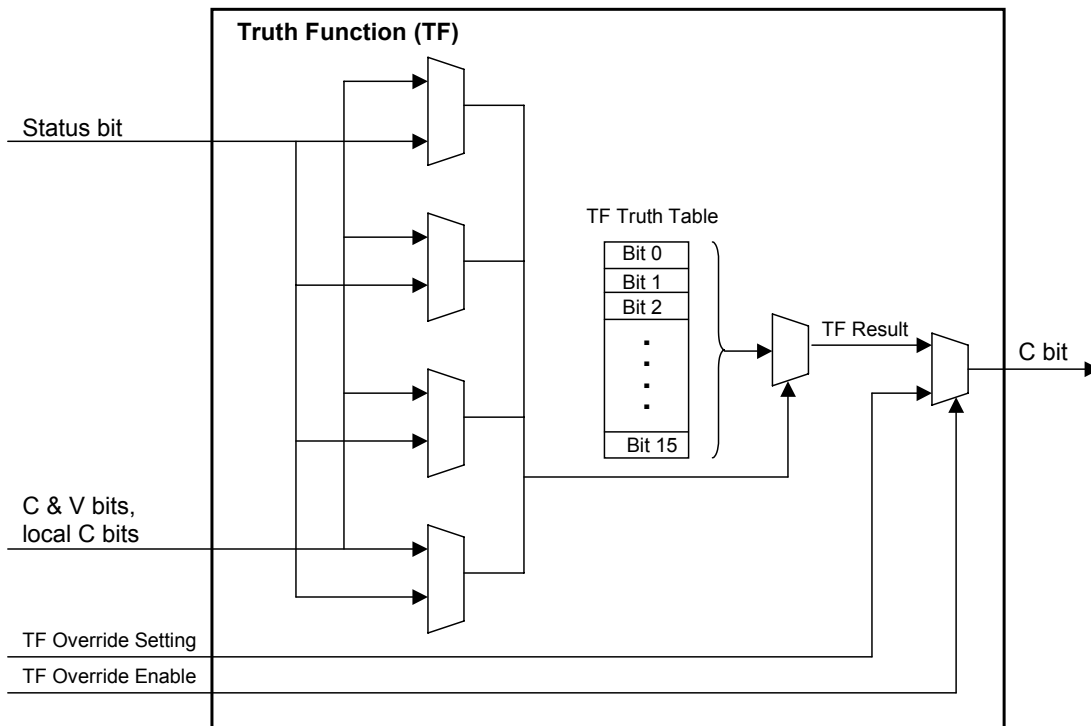 Truth Function (TF)
Status bit
TF Truth Table
Bit 0
Bit 1
Bit 2
Bit 15
TF Result
C bit
C & V bits,
local C bits
TF Override Setting
TF Override Enable